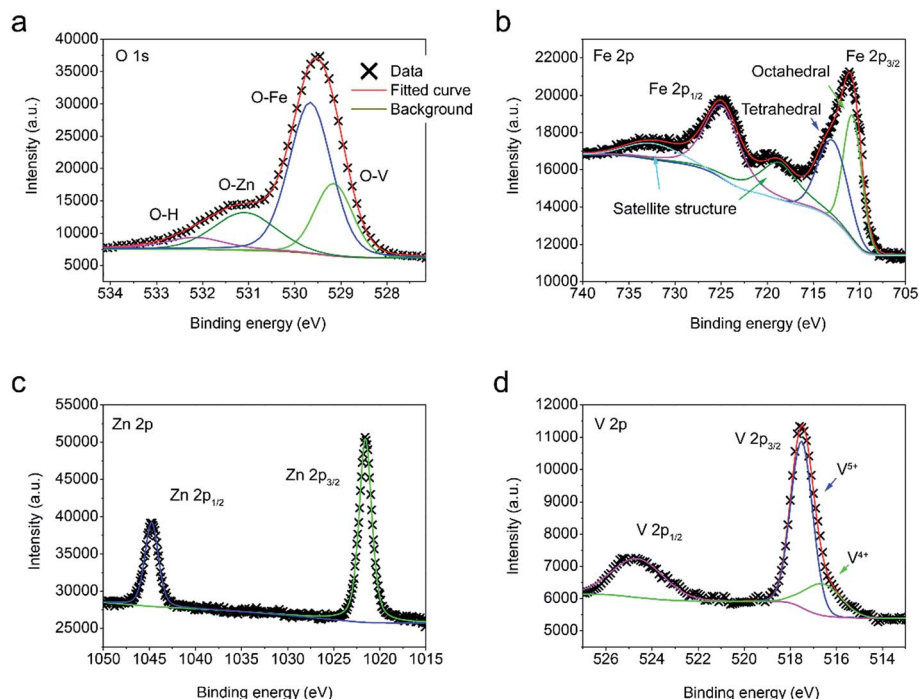 a
O 1s
Data
Fitted curve
Background
O-Fe
O-Zn
O-V
O-H
40000
35000
30000
25000
20000
15000
10000
5000
534
533
532
531
530
529
528
Intensity (a.u.)
Binding energy (eV)
b
Fe 2p
Fe 2p3/2
Octahedral
Fe 2p1/2
Tetrahedral
Satellite structure
22000
20000
18000
16000
14000
12000
10000
740
735
730
725
720
715
710
705
Intensity (a.u.)
Binding energy (eV)
c
Zn 2p
Zn 2p3/2
Zn 2p1/2
55000
50000
45000
40000
35000
30000
25000
1050
1045
1040
1035
1030
1025
1020
1015
Intensity (a.u.)
Binding energy (eV)
d
V 2p
V 2p3/2
V5+
V 2p1/2
V4+
12000
11000
10000
9000
8000
7000
6000
5000
526
524
522
520
518
516
514
Intensity (a.u.)
Binding energy (eV)